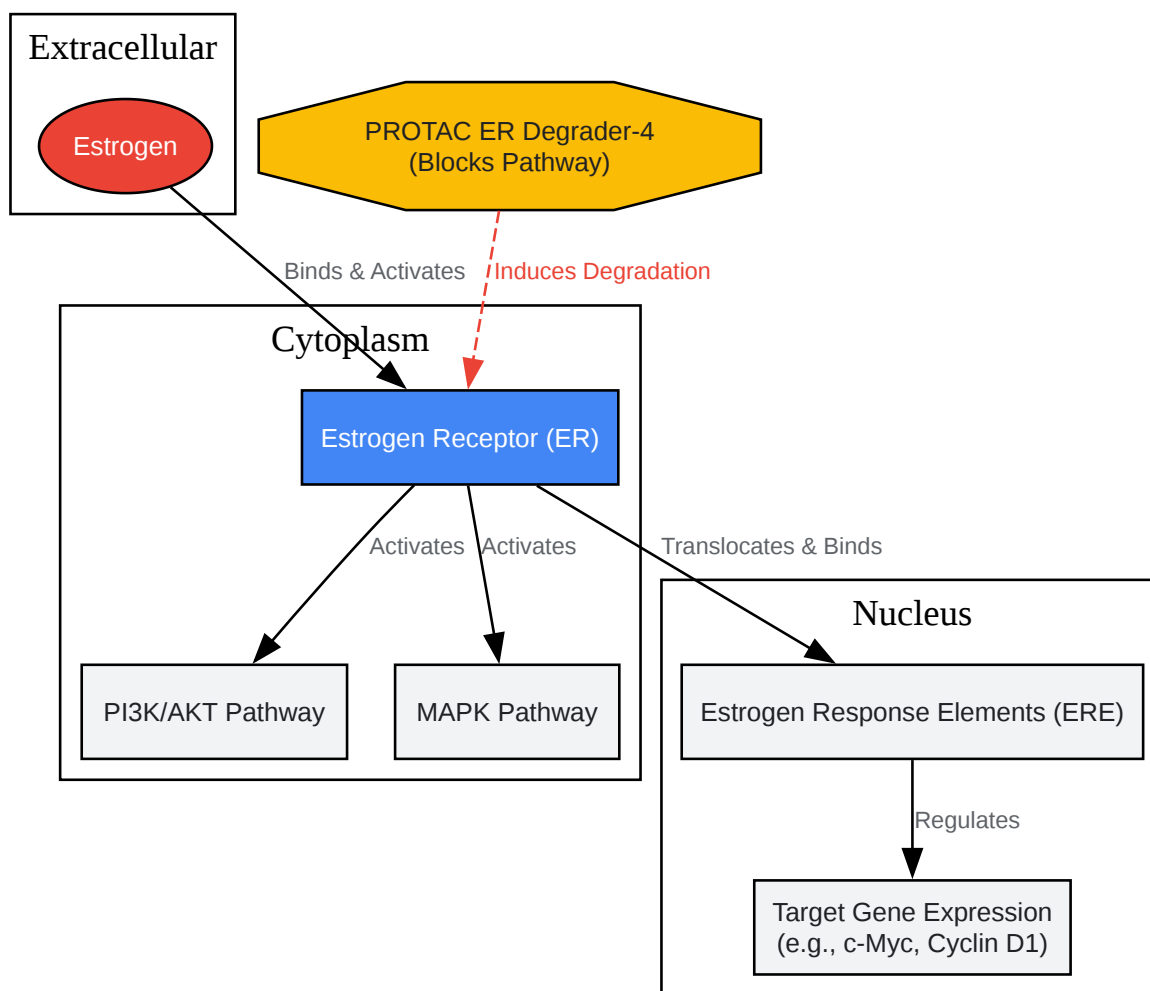 Extracellular
Estrogen
PROTAC ER Degrader-4
(Blocks Pathway)
Binds & Activates
Induces Degradation
Cytoplasm
Estrogen Receptor (ER)
Activates
Activates
Translocates & Binds
Nucleus
PI3K/AKT Pathway
MAPK Pathway
Estrogen Response Elements (ERE)
Regulates
Target Gene Expression
(e.g., c-Myc, Cyclin D1)